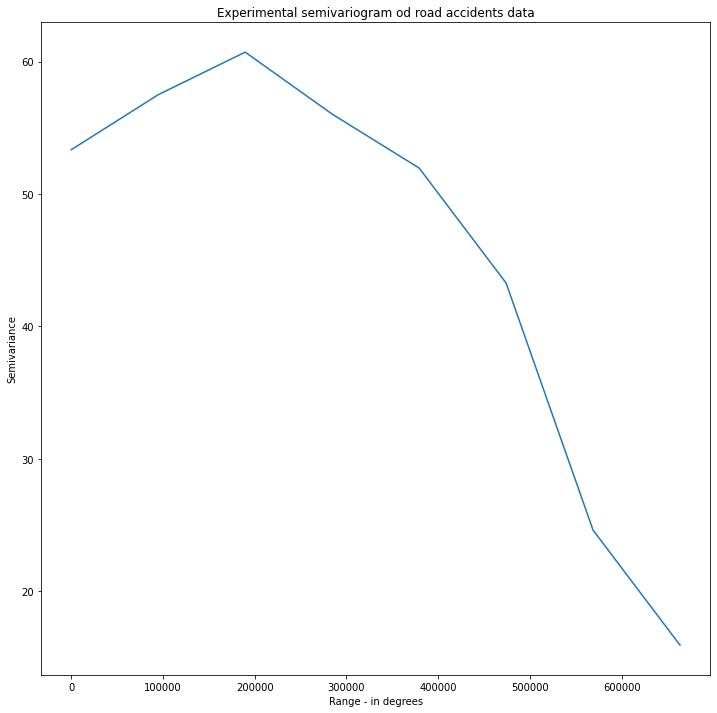 Experimental semivariogram od road accidents data
60
50
40
30
20
Semivariance
0 100000 200000 300000 400000 500000 600000
Range - in degrees